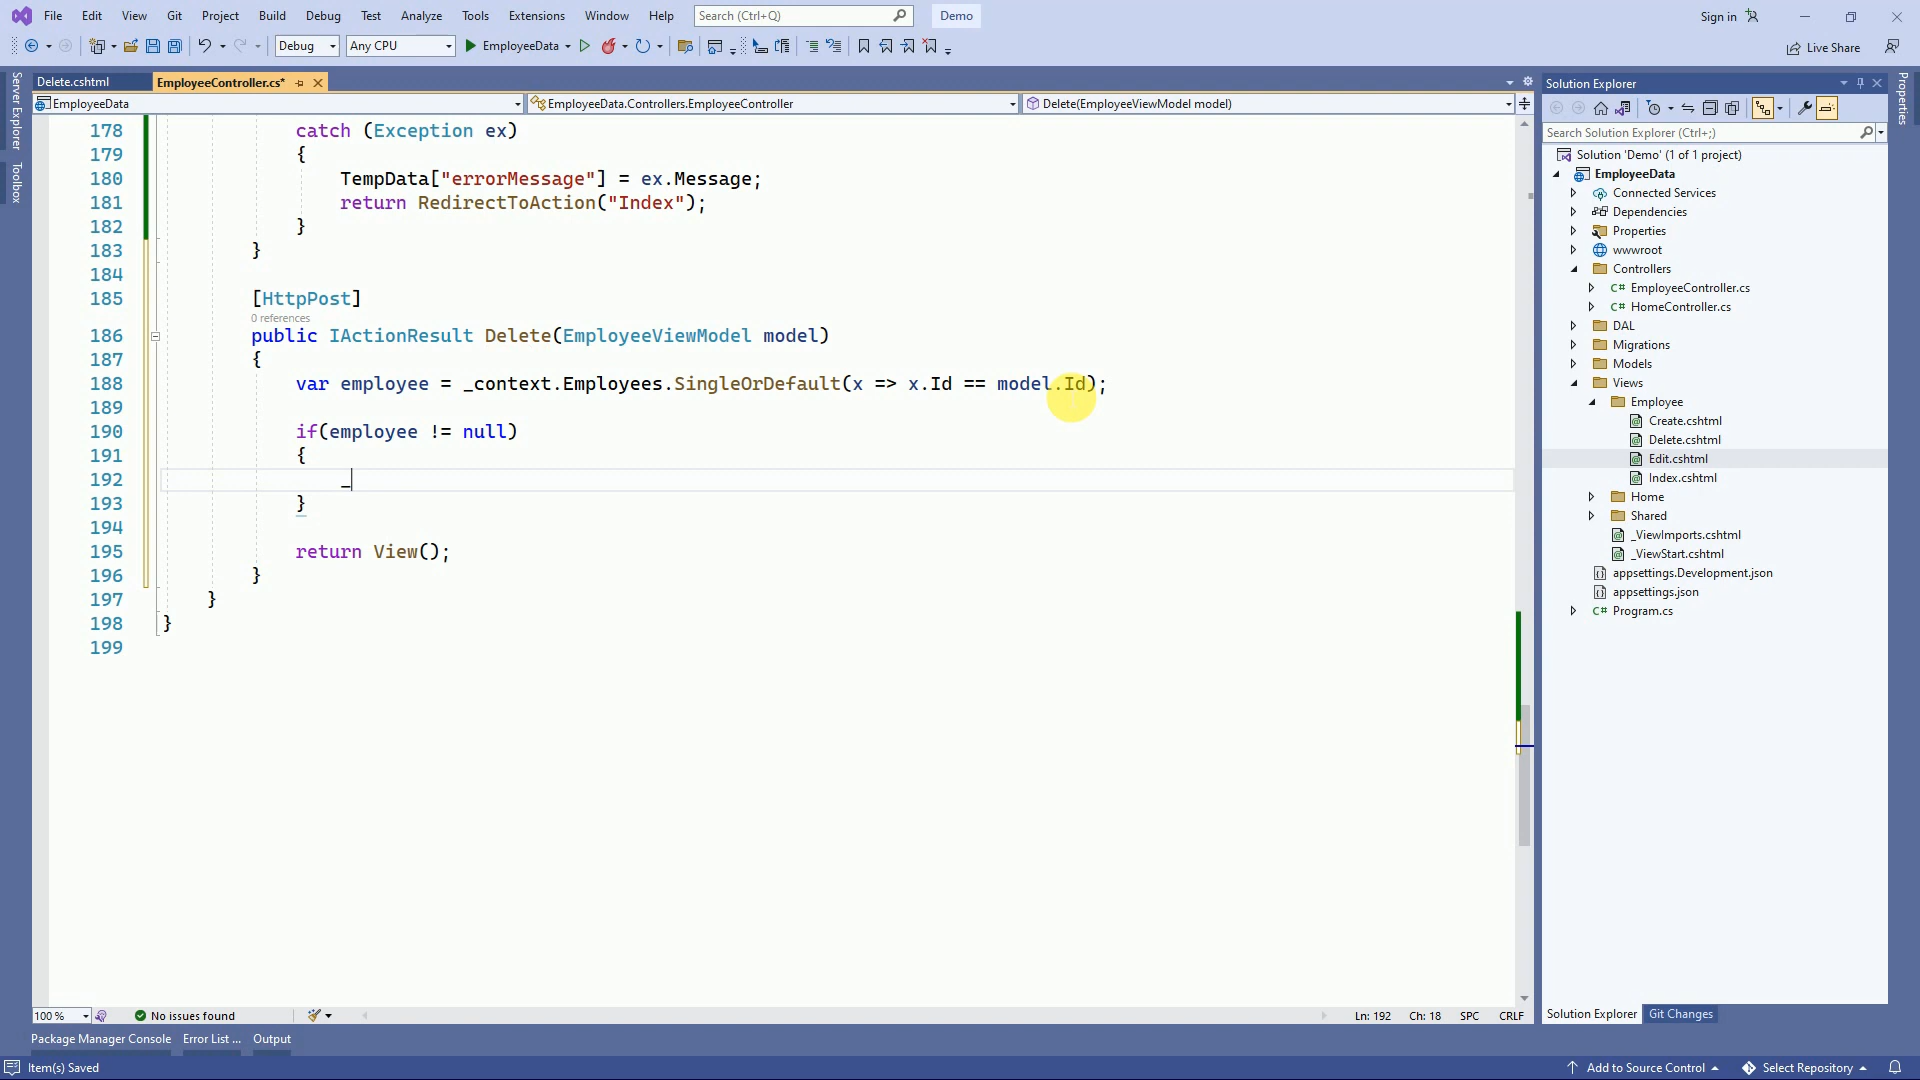 File Edit View Git Project Build Debug Test Analyze Tools Extensions Window Help Search (Ctrl+Q) Demo Sign in
Debug Any CPU EmployeeData Live Share
Delete.cshtml EmployeeController.cs*
EmployeeData EmployeeData.Controllers.EmployeeController Delete(EmployeeViewModel model)
Server Explorer
Toolbox
178 catch (Exception ex)
179 {
180 TempData["errorMessage"] = ex.Message;
181 return RedirectToAction("Index");
182 }
183 }
184
185 [HttpPost]
0 references
186 public IActionResult Delete(EmployeeViewModel model)
187 {
188 var employee = _context.Employees.SingleOrDefault(x => x.Id == model.Id);
189
190 if(employee != null)
191 {
192 _
193 }
194
195 return View();
196 }
197 }
198 }
199
100 % No issues found Ln: 192 Ch: 18 SPC CRLF
Package Manager Console Error List ... Output
Item(s) Saved Add to Source Control Select Repository
Solution Explorer
Search Solution Explorer (Ctrl+;)
Solution 'Demo' (1 of 1 project)
EmployeeData
Connected Services
Dependencies
Properties
wwwroot
Controllers
C# EmployeeController.cs
C# HomeController.cs
DAL
Migrations
Models
Views
Employee
Create.cshtml
Delete.cshtml
Edit.cshtml
Index.cshtml
Home
Shared
_ViewImports.cshtml
_ViewStart.cshtml
appsettings.Development.json
appsettings.json
C# Program.cs
Solution Explorer Git Changes
Properties